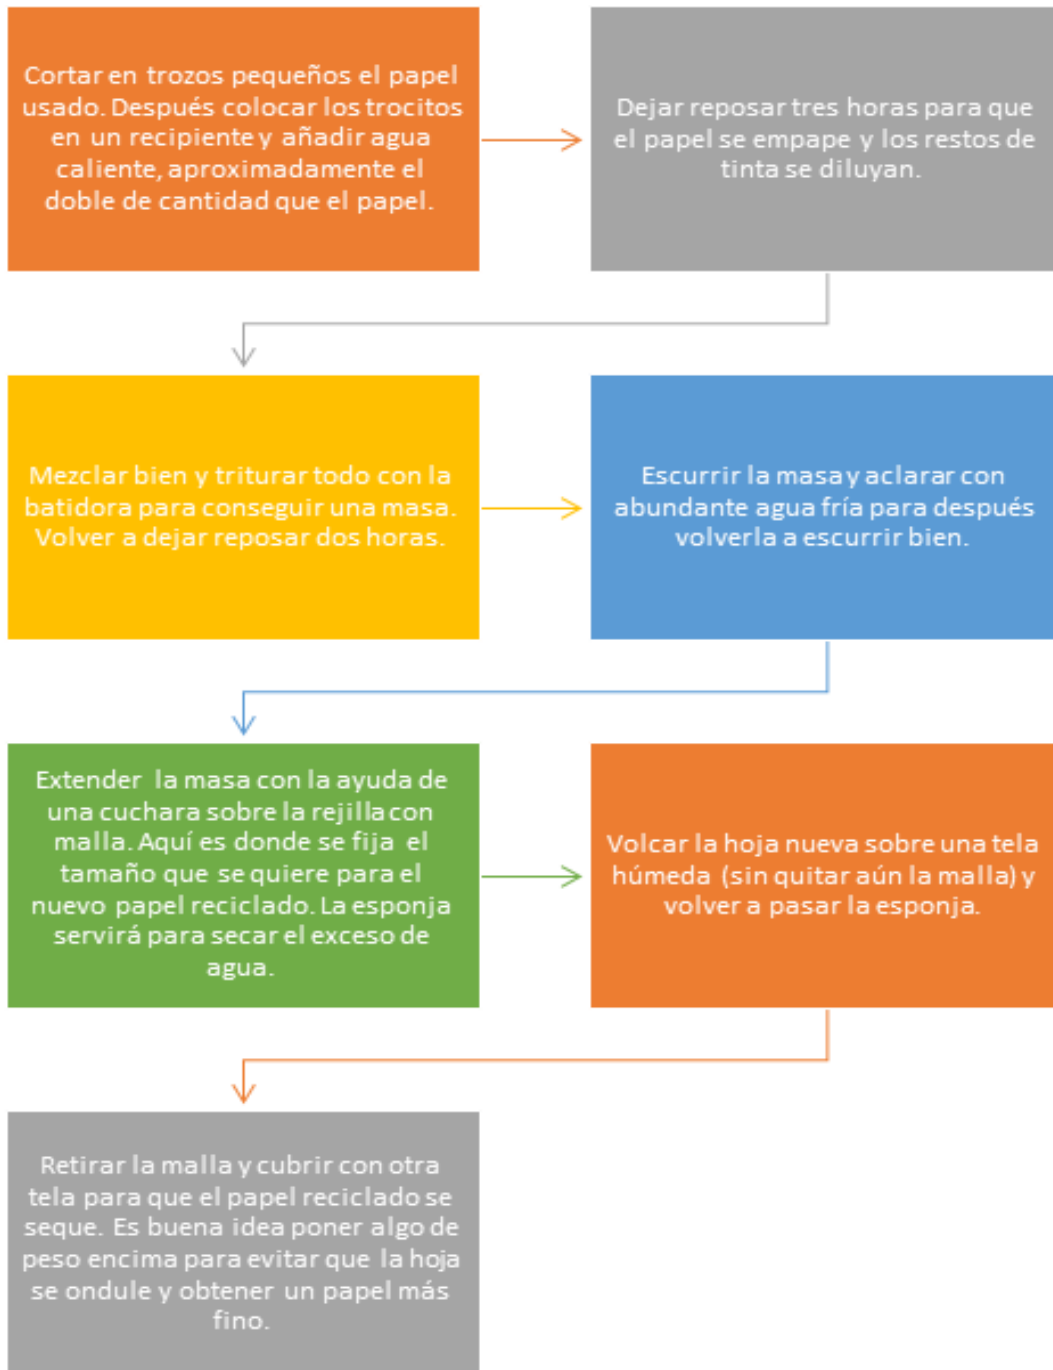 Cortar en trozos pequeños el papel
usado. Después colocar los trocitos
en un recipiente y añadir agua
caliente, aproximadamente el
doble de cantidad que el papel.
Dejar reposar tres horas para que
el papel se empape y los restos de
tinta se diluyan.
Mezclar bien y triturar todo con la
batidora para conseguir una masa.
Volver a dejar reposar dos horas.
Escurrir la masa y aclarar con
abundante agua fría para después
volverla a escurrir bien.
Extender la masa con la ayuda de
una cuchara sobre la rejilla con
malla. Aquí es donde se fija el
tamaño que se quiere para el
nuevo papel reciclado. La esponja
servirá para secar el exceso de
agua.
Volcar la hoja nueva sobre una tela
húmeda (sin quitar aún la malla) y
volver a pasar la esponja.
Retirar la malla y cubrir con otra
tela para que el papel reciclado se
seque. Es buena idea poner algo de
peso encima para evitar que la hoja
se ondule y obtener un papel más
fino.